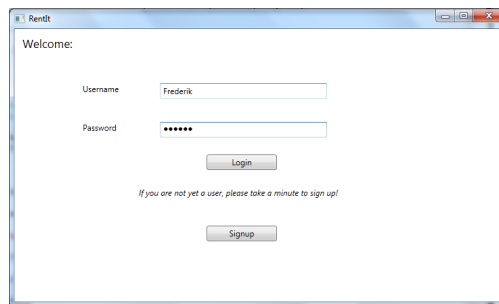 RentIt
Welcome:
Username
Frederik
Password
●●●●●●
Login
If you are not yet a user, please take a minute to sign up!
Signup